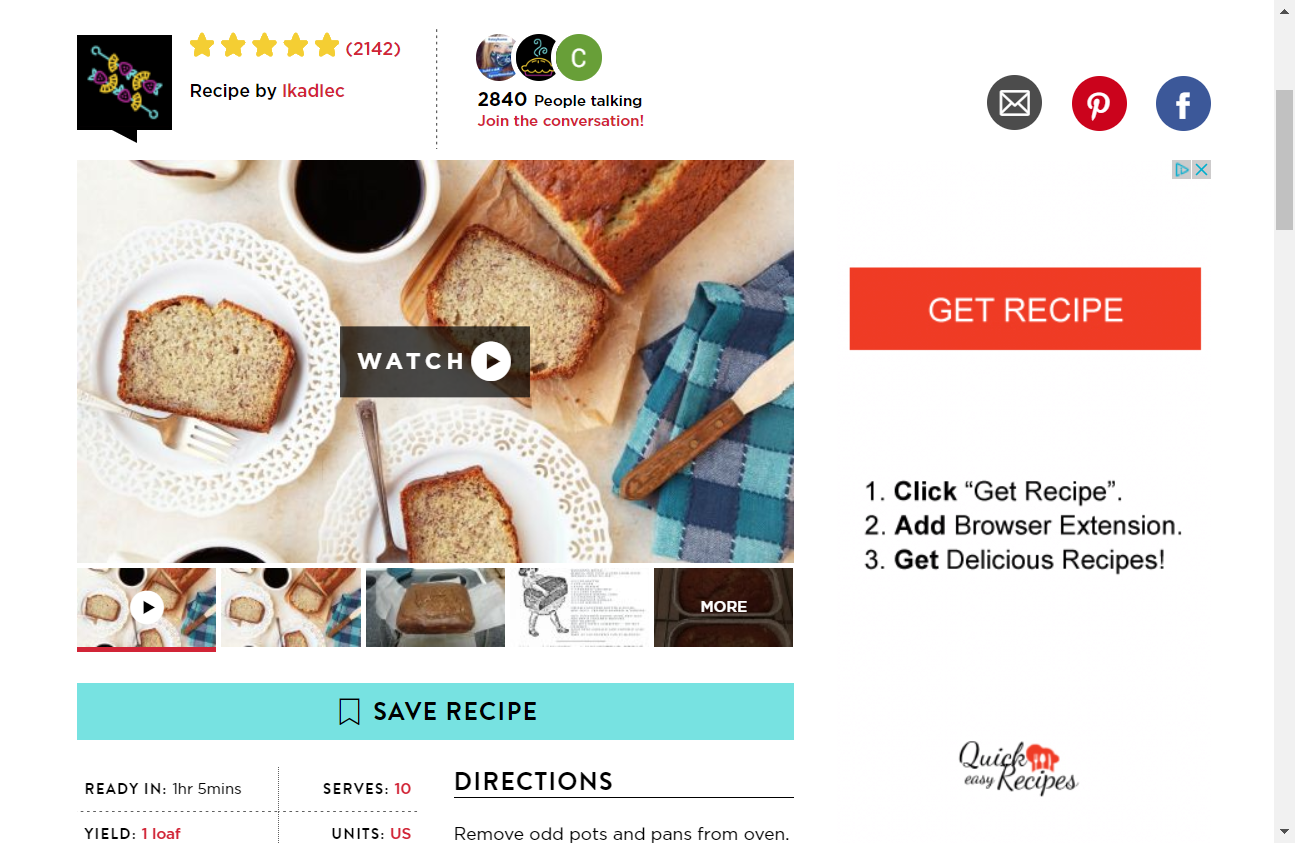 (2142)
Recipe by lkadlec
C
2840 People talking
Join the conversation!
WATCH
MORE
SAVE RECIPE
READY IN: 1hr 5mins
SERVES: 10
YIELD: 1 loaf
UNITS: US
DIRECTIONS
Remove odd pots and pans from oven.
GET RECIPE
1. Click “Get Recipe”.
2. Add Browser Extension.
3. Get Delicious Recipes!
Quick
easy Recipes